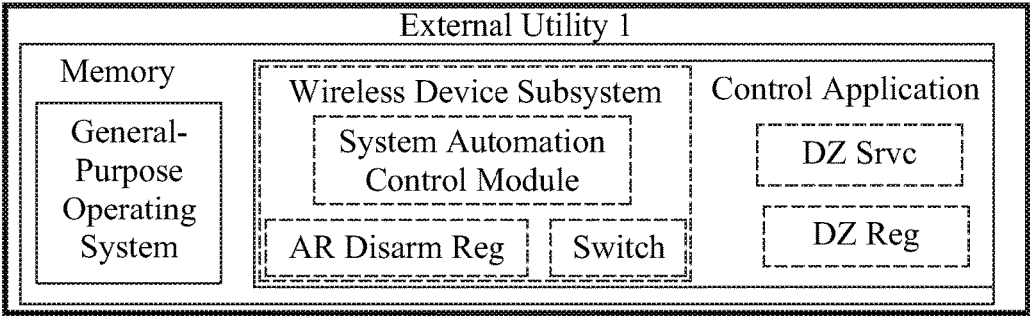 External Utility 1
Memory
General-
Purpose
Operating
System
Wireless Device Subsystem
System Automation
Control Module
AR Disarm Reg
Switch
Control Application
DZ Srvc
DZ Reg